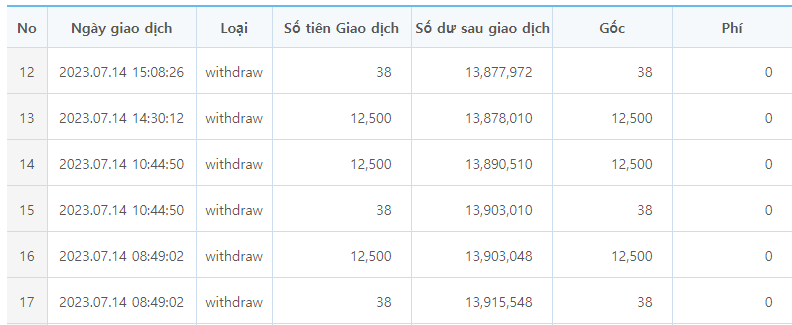 No Ngày giao dịch Loại Số tiên Giao dịch Số dư sau giao dịch Gốc Phí
12 2023.07.14 15:08:26 withdraw 38 13,877,972 38 0
13 2023.07.14 14:30:12 withdraw 12,500 13,878,010 12,500 0
14 2023.07.14 10:44:50 withdraw 12,500 13,890,510 12,500 0
15 2023.07.14 10:44:50 withdraw 38 13,903,010 38 0
16 2023.07.14 08:49:02 withdraw 12,500 13,903,048 12,500 0
17 2023.07.14 08:49:02 withdraw 38 13,915,548 38 0